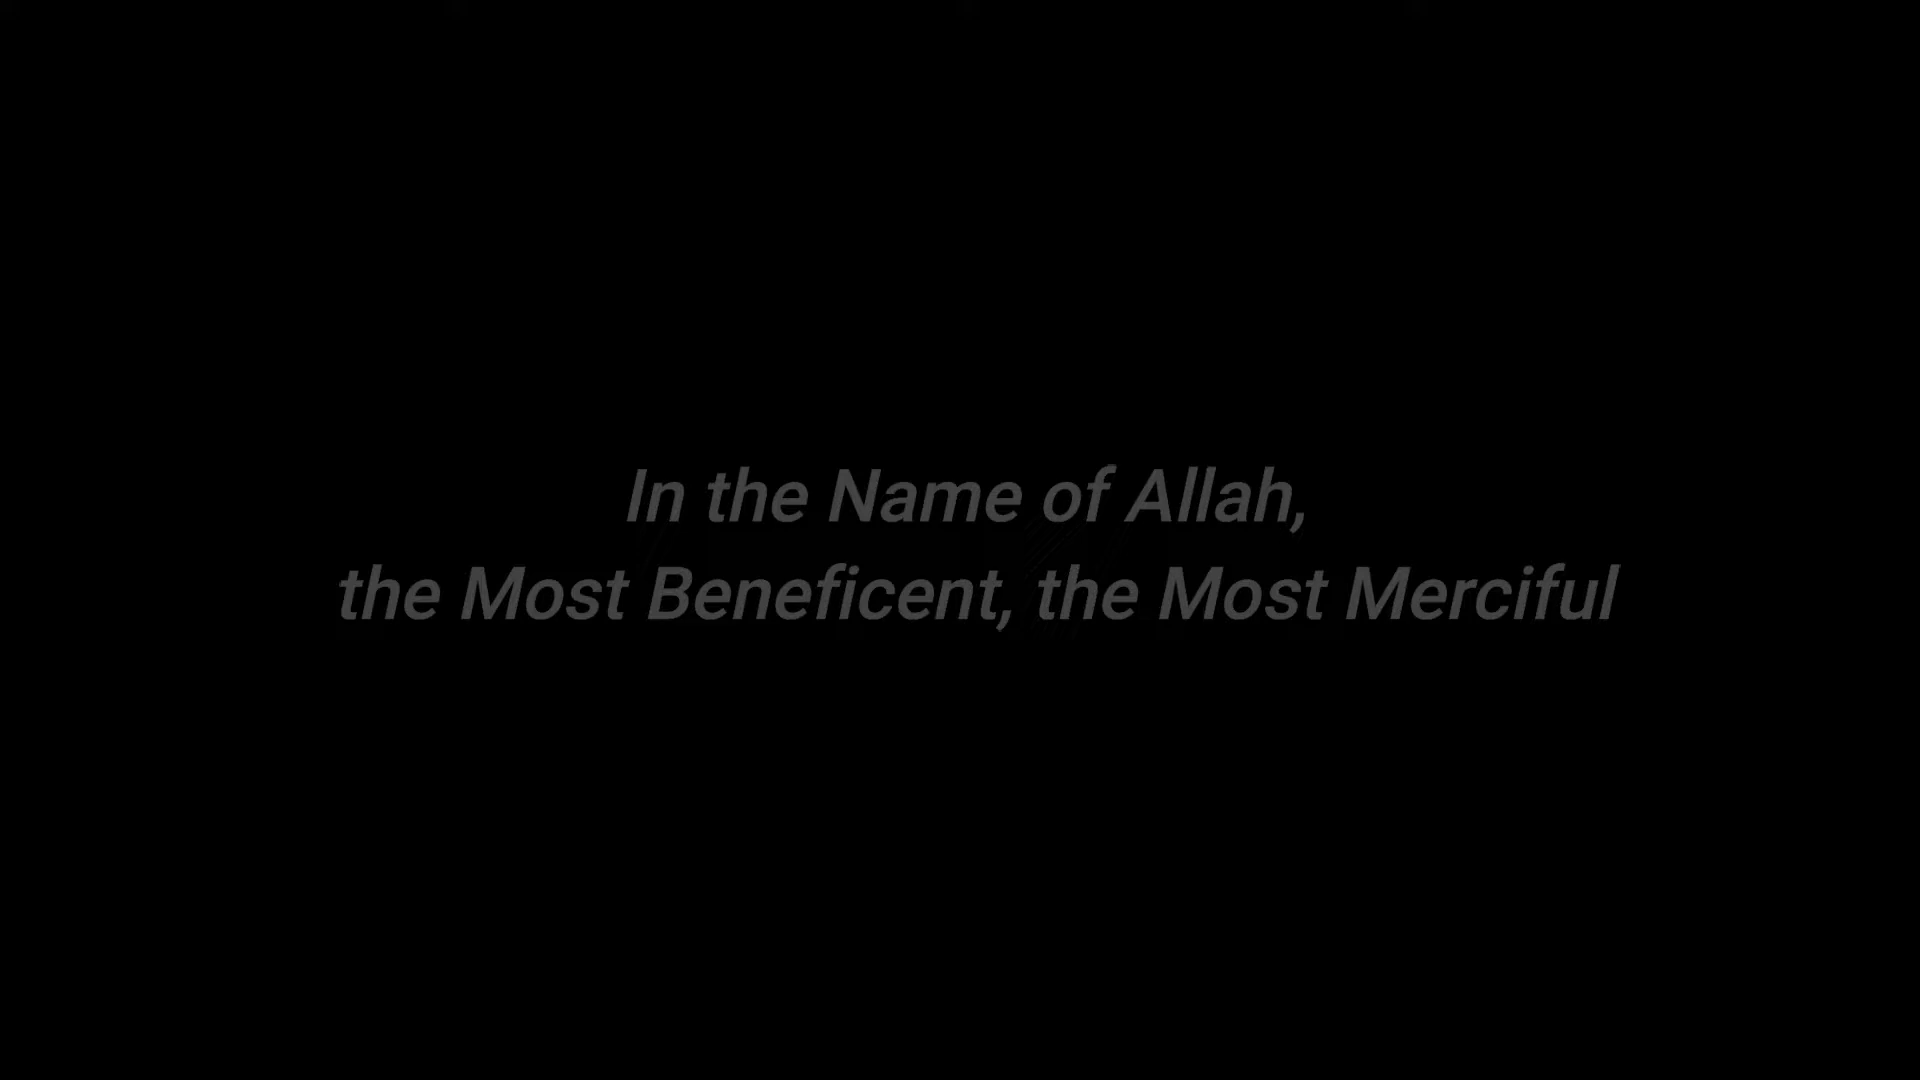 In the Name of Allah,
the Most Beneficent, the Most Merciful